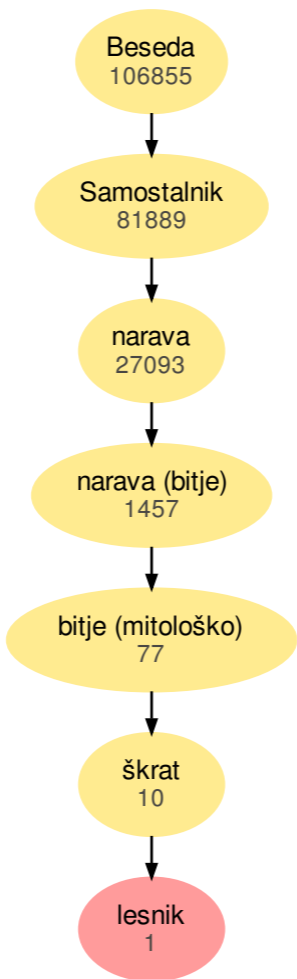 Beseda
106855
Samostalnik
81889
narava
27093
narava (bitje)
1457
bitje (mitološko)
77
škrat
10
lesnik
1